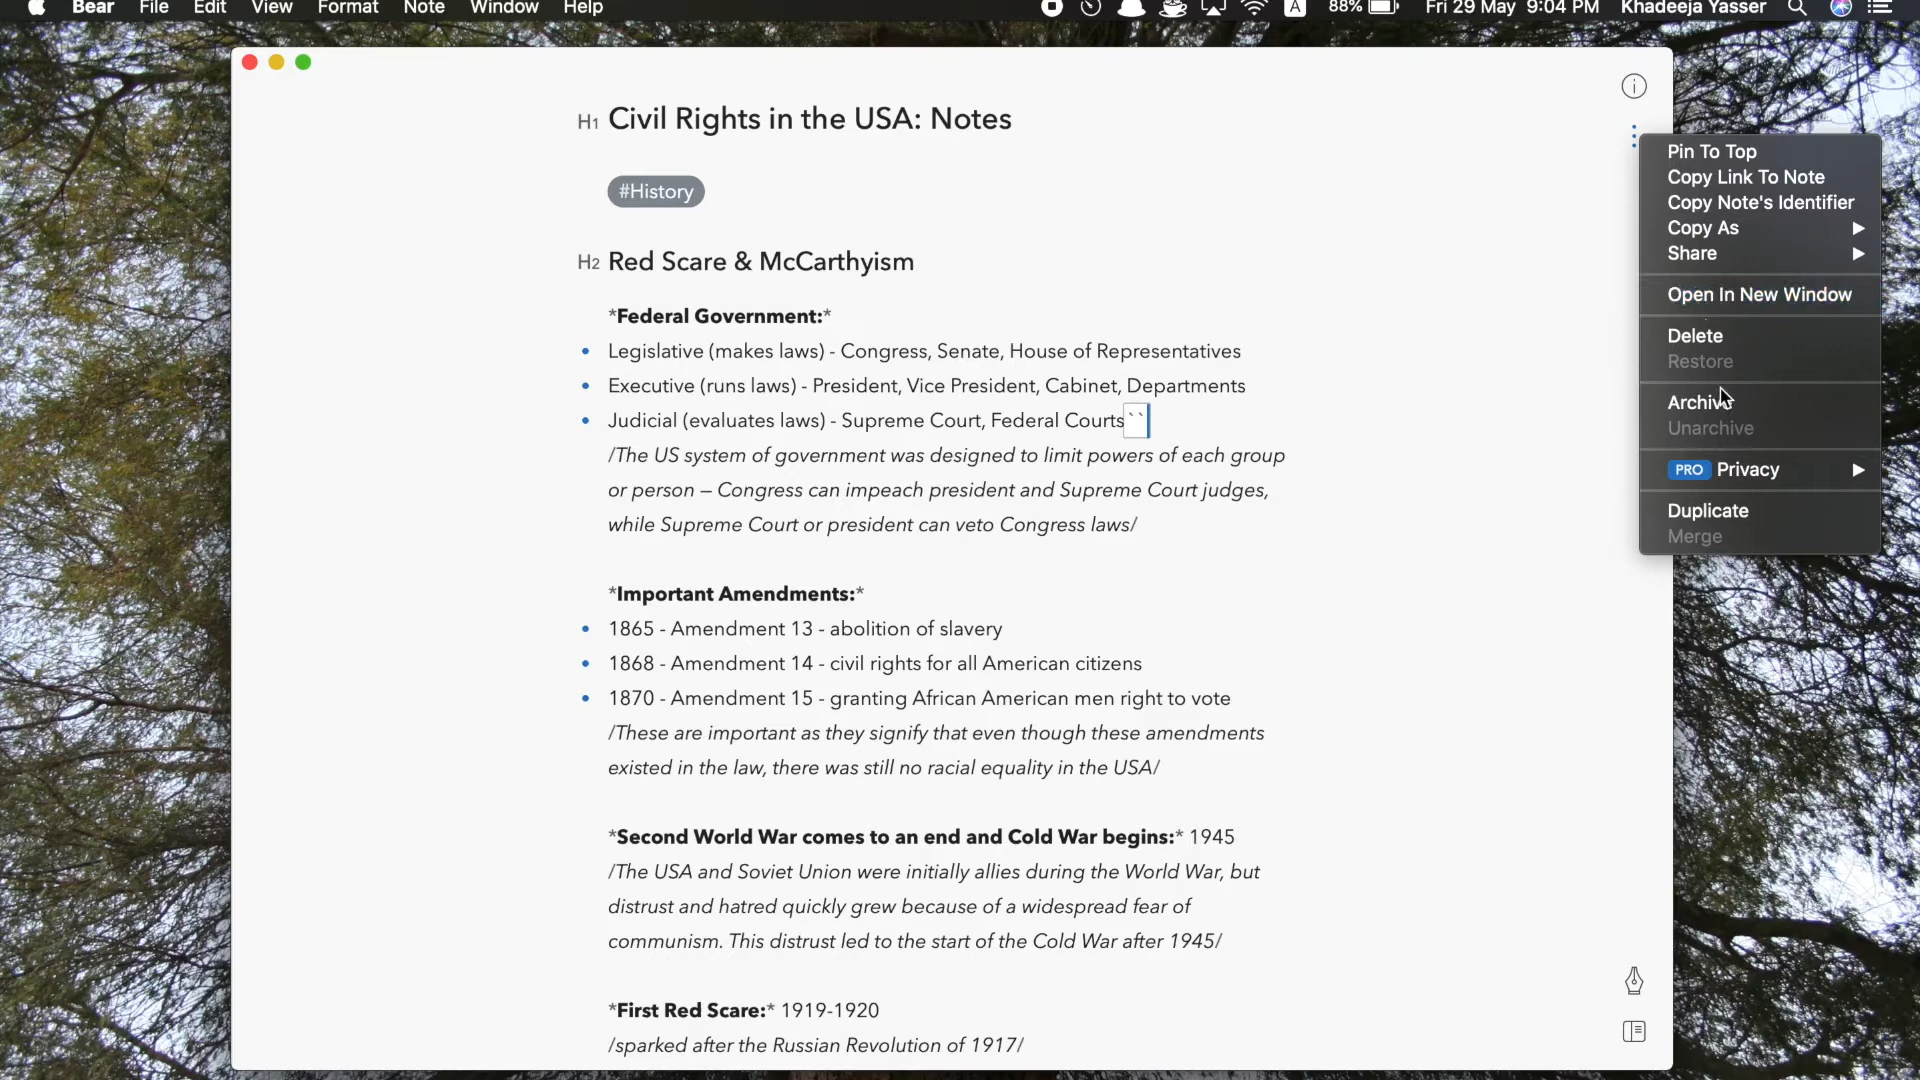 Bear File Edit View Format Note Window Help A 88% Fri 29 May 9:04 PM Khadeeja Yasser
H1 Civil Rights in the USA: Notes
#History
H2 Red Scare & McCarthyism
*Federal Government:*
• Legislative (makes laws) - Congress, Senate, House of Representatives
• Executive (runs laws) - President, Vice President, Cabinet, Departments
• Judicial (evaluates laws) - Supreme Court, Federal Courts``
/The US system of government was designed to limit powers of each group
or person – Congress can impeach president and Supreme Court judges,
while Supreme Court or president can veto Congress laws/
*Important Amendments:*
• 1865 - Amendment 13 - abolition of slavery
• 1868 - Amendment 14 - civil rights for all American citizens
• 1870 - Amendment 15 - granting African American men right to vote
/These are important as they signify that even though these amendments
existed in the law, there was still no racial equality in the USA/
*Second World War comes to an end and Cold War begins:* 1945
/The USA and Soviet Union were initially allies during the World War, but
distrust and hatred quickly grew because of a widespread fear of
communism. This distrust led to the start of the Cold War after 1945/
*First Red Scare:* 1919-1920
/sparked after the Russian Revolution of 1917/
Pin To Top
Copy Link To Note
Copy Note's Identifier
Copy As
Share
Open In New Window
Delete
Restore
Archive
Unarchive
PRO Privacy
Duplicate
Merge